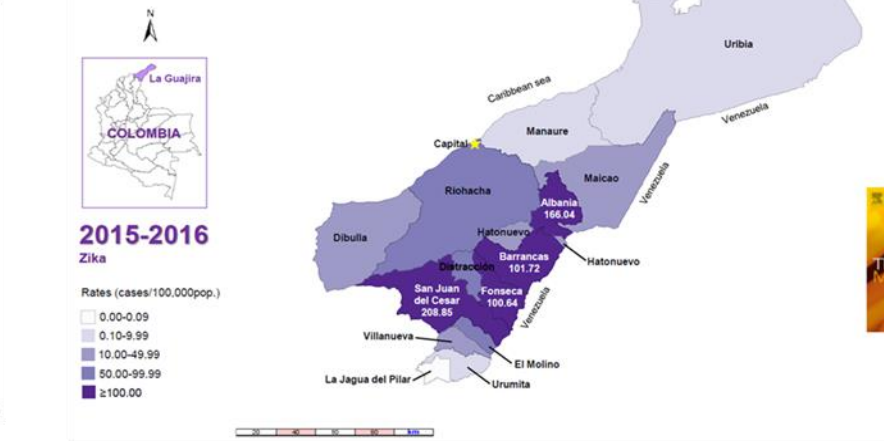 N
La Guajira
COLOMBIA
2015-2016
Zika
Rates (cases/100,000pop.)
0.00-0.09
0.10-9.99
10.00-49.99
50.00-99.99
≥100.00
Uribia
Caribbean sea
Venezuela
Manaure
Capital
Maicao
Riohacha
Venezuela
Albania
166.04
Dibulla
Hatonuevo
Hatonuevo
Barrancas
101.72
Distracción
San Juan
del Cesar
208.85
Fonseca
100.64
Venezuela
Villanueva
El Molino
La Jagua del Pilar
Urumita
20
40
60
km